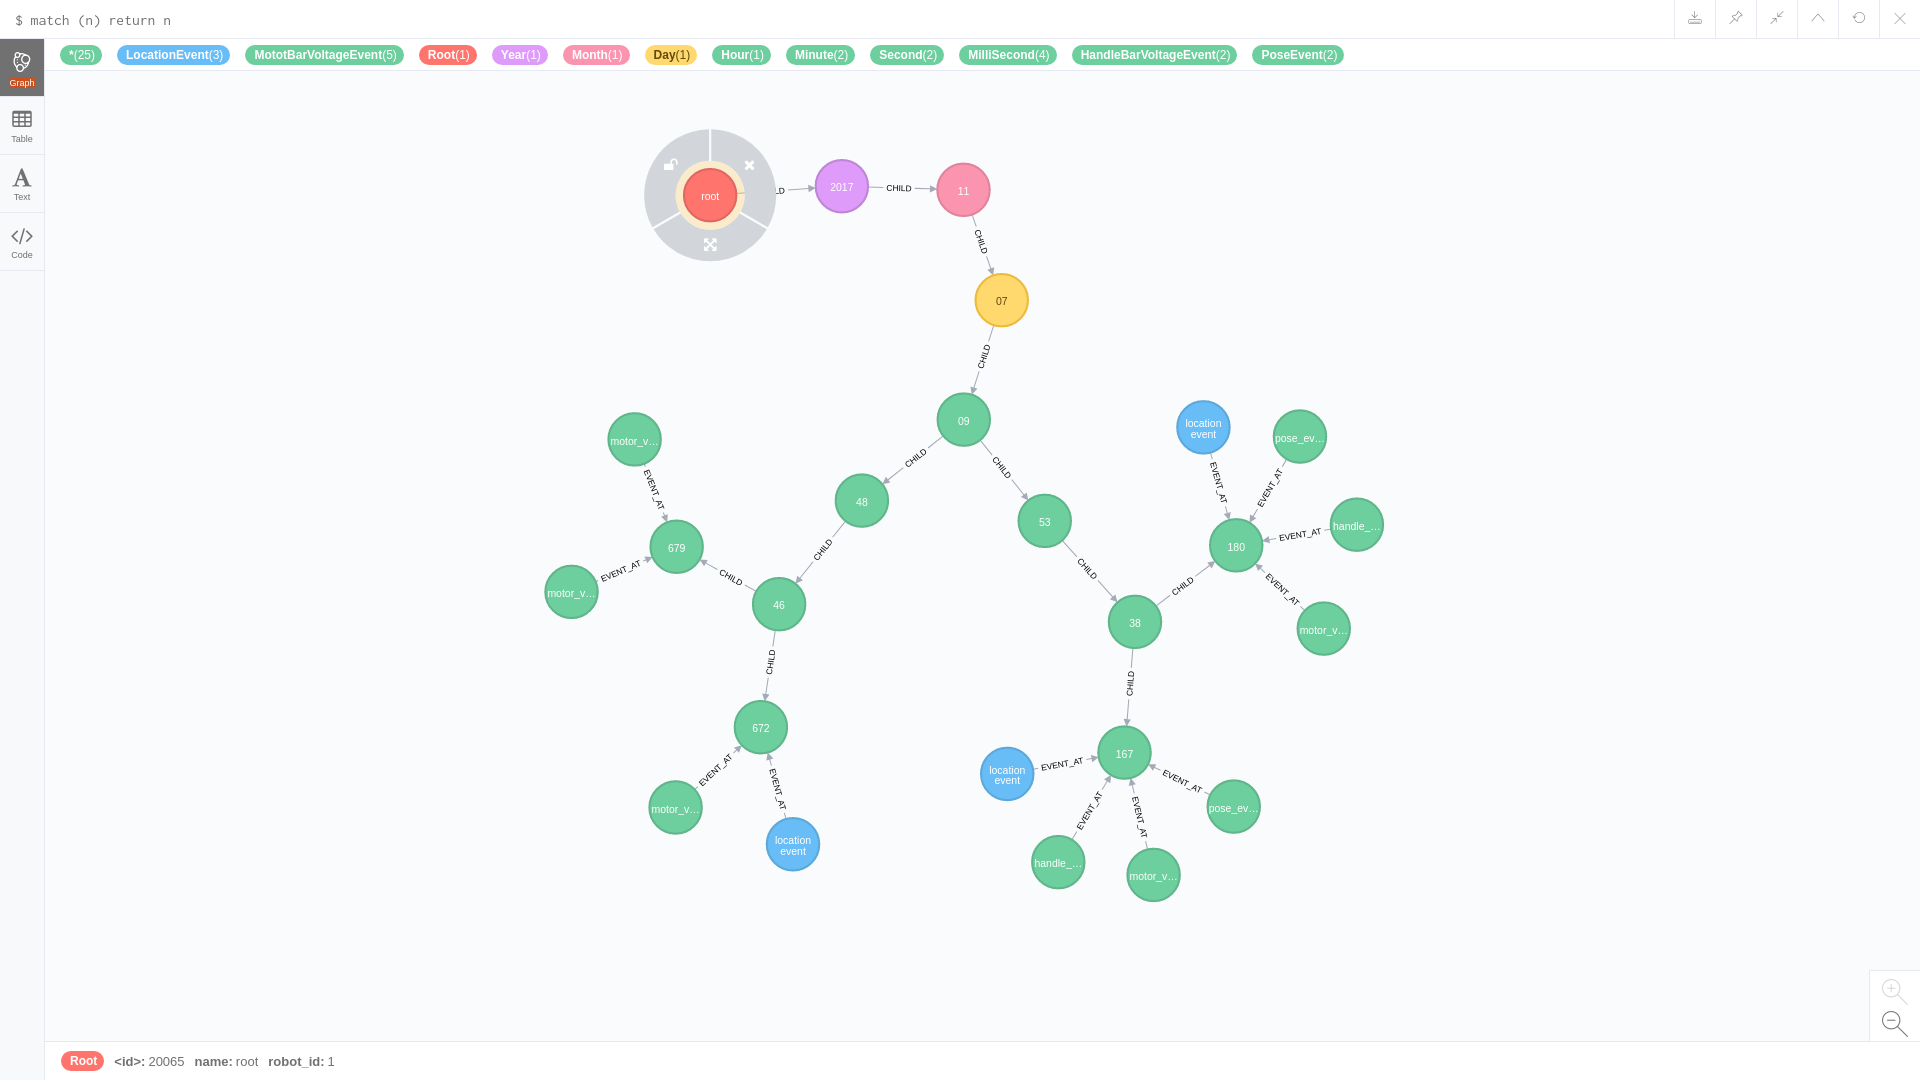 $ match (n) return n
*(25) LocationEvent(3) MototBarVoltageEvent(5) Root(1) Year(1) Month(1) Day(1) Hour(1) Minute(2) Second(2) MilliSecond(4) HandleBarVoltageEvent(2) PoseEvent(2)
Graph
Table
Text
Code
root
LD
2017
CHILD
11
CHILD
07
CHILD
09
CHILD
CHILD
48
53
CHILD
CHILD
46
38
CHILD
CHILD
CHILD
CHILD
679
672
180
167
motor_v…
EVENT_AT
motor_v…
EVENT_AT
motor_v…
EVENT_AT
location
event
EVENT_AT
location
event
EVENT_AT
pose_ev…
EVENT_AT
handle_…
EVENT_AT
motor_v…
EVENT_AT
location
event
EVENT_AT
handle_…
EVENT_AT
motor_v…
EVENT_AT
pose_ev…
EVENT_AT
Root <id>: 20065 name: root robot_id: 1